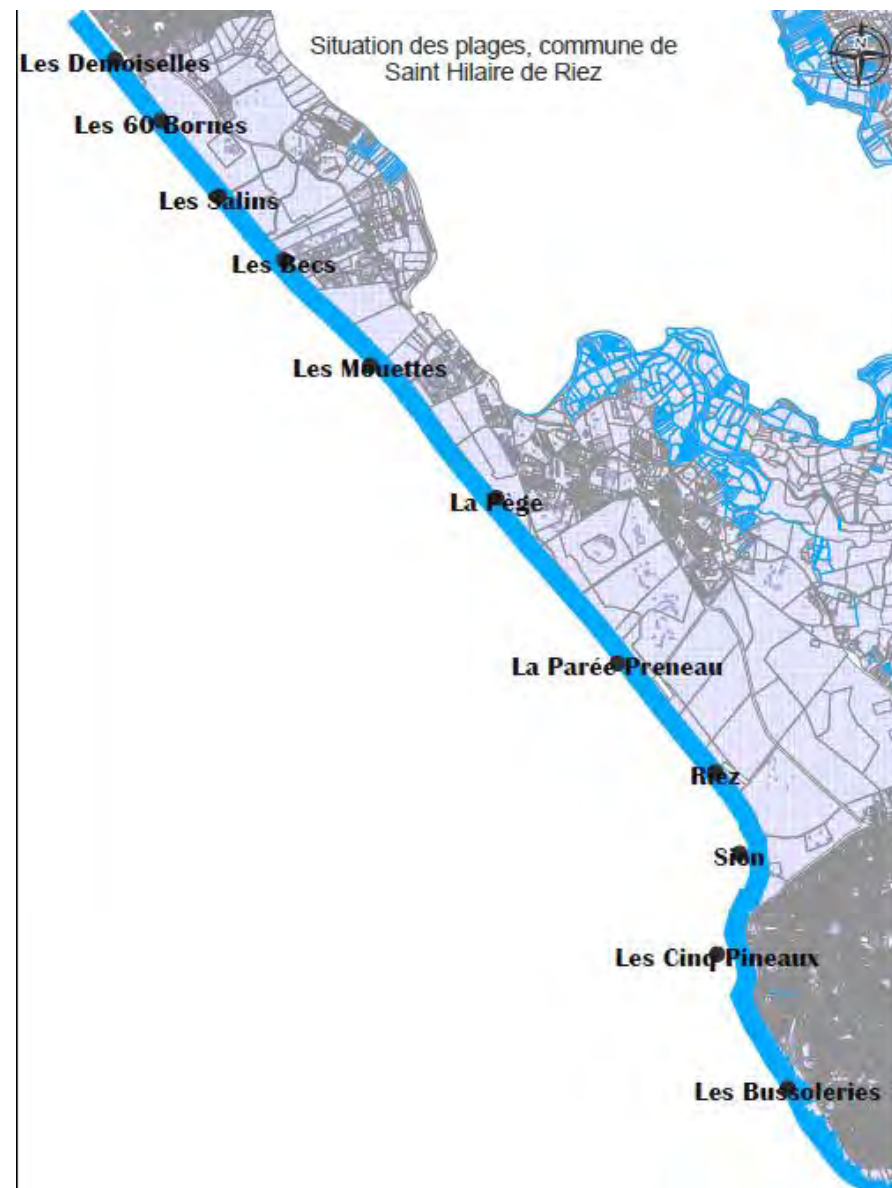 Situation des plages, commune de
Saint Hilaire de Riez
N
Les Demoiselles
Les 60 Bornes
Les Salins
Les Becs
Les Mouettes
La Pège
La Parée Preneau
Riez
Sion
Les Cinq Pineaux
Les Bussoleries